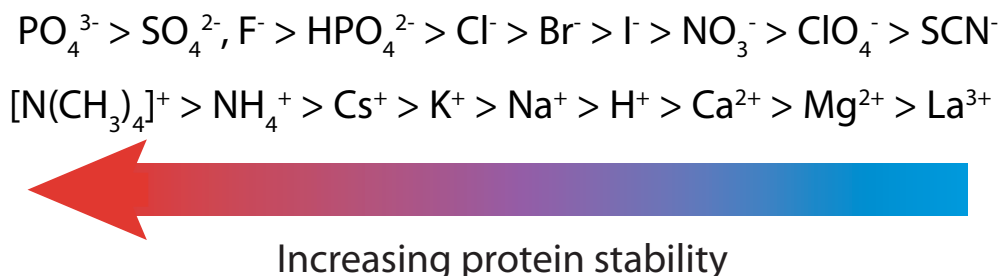 PO₄³⁻ > SO₄²⁻, F⁻ > HPO₄²⁻ > Cl⁻ > Br⁻ > I⁻ > NO₃⁻ > ClO₄⁻ > SCN⁻
[N(CH₃)₄]⁺ > NH₄⁺ > Cs⁺ > K⁺ > Na⁺ > H⁺ > Ca²⁺ > Mg²⁺ > La³⁺
Increasing protein stability